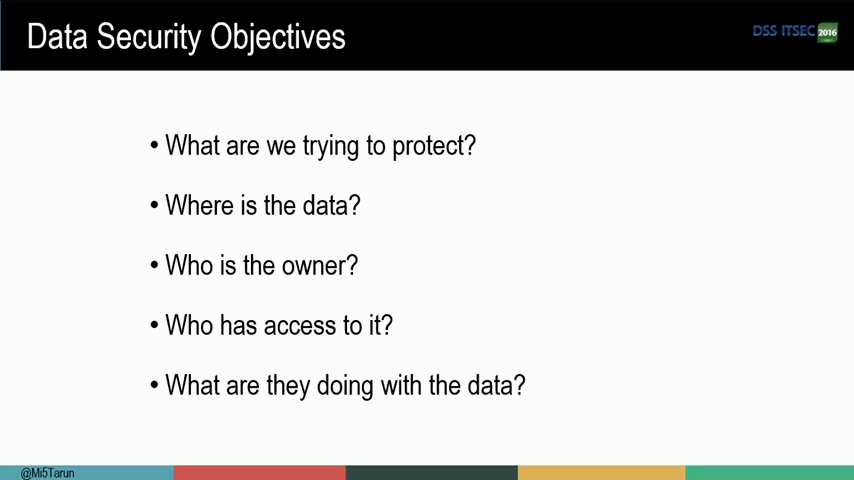 Data Security Objectives
DSS ITSEC 2016
• What are we trying to protect?
• Where is the data?
• Who is the owner?
• Who has access to it?
• What are they doing with the data?
@Mi5Tarun